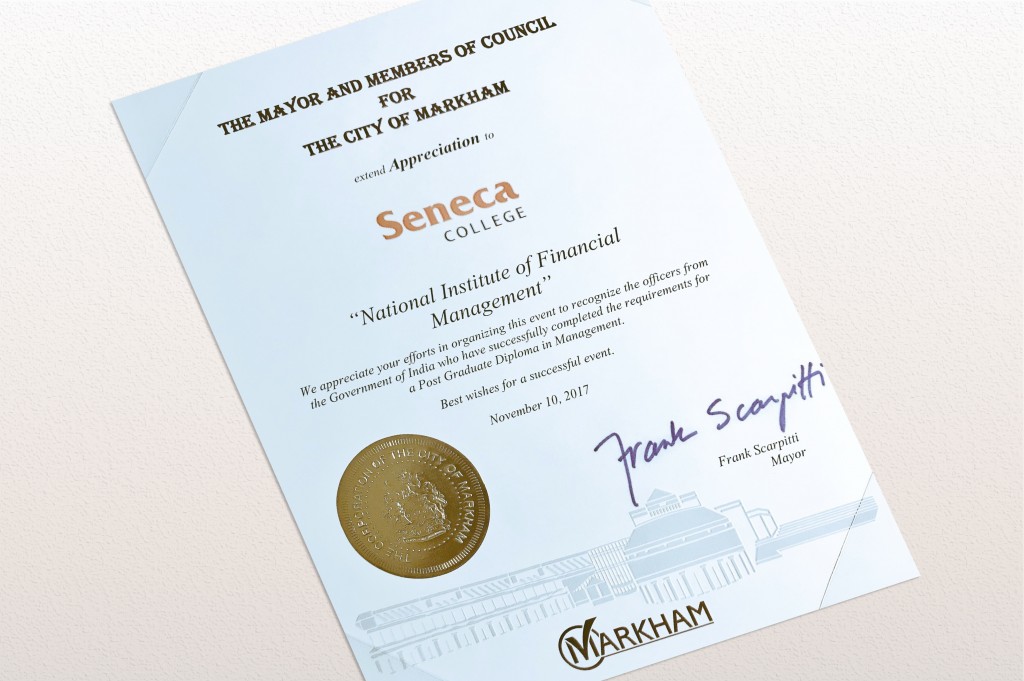 THE MAYOR AND MEMBERS OF COUNCIL
FOR
THE CITY OF MARKHAM
extend Appreciation to
Seneca
COLLEGE
“National Institute of Financial
Management”
We appreciate your efforts in organizing this event to recognize the officers from
the Government of India who have successfully completed the requirements for
a Post Graduate Diploma in Management.
Best wishes for a successful event.
November 10, 2017
Frank Scarpitti
Frank Scarpitti
Mayor
THE CORPORATION OF THE CITY OF MARKHAM
MARKHAM